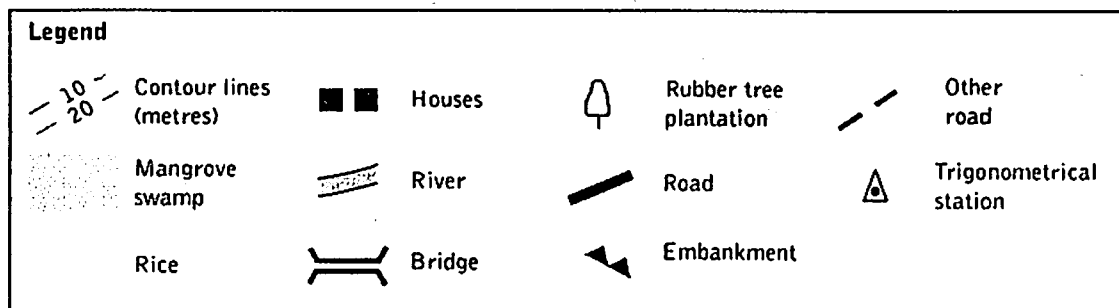 Legend
10
20
Contour lines
(metres)
Houses
Rubber tree
plantation
Other
road
Mangrove
swamp
River
Road
Trigonometrical
station
Rice
Bridge
Embankment